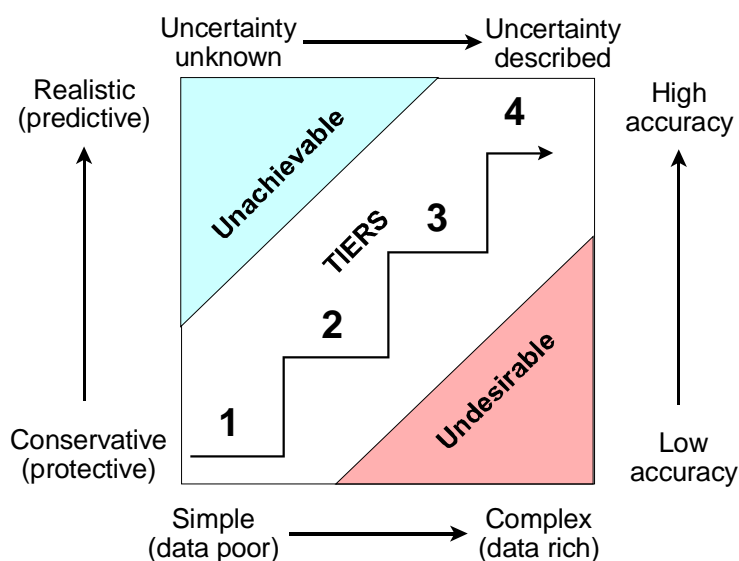 Uncertainty
unknown
Uncertainty
described
Realistic
(predictive)
High
accuracy
4
Unachievable
TIERS
3
2
Undesirable
1
Conservative
(protective)
Low
accuracy
Simple
(data poor)
Complex
(data rich)